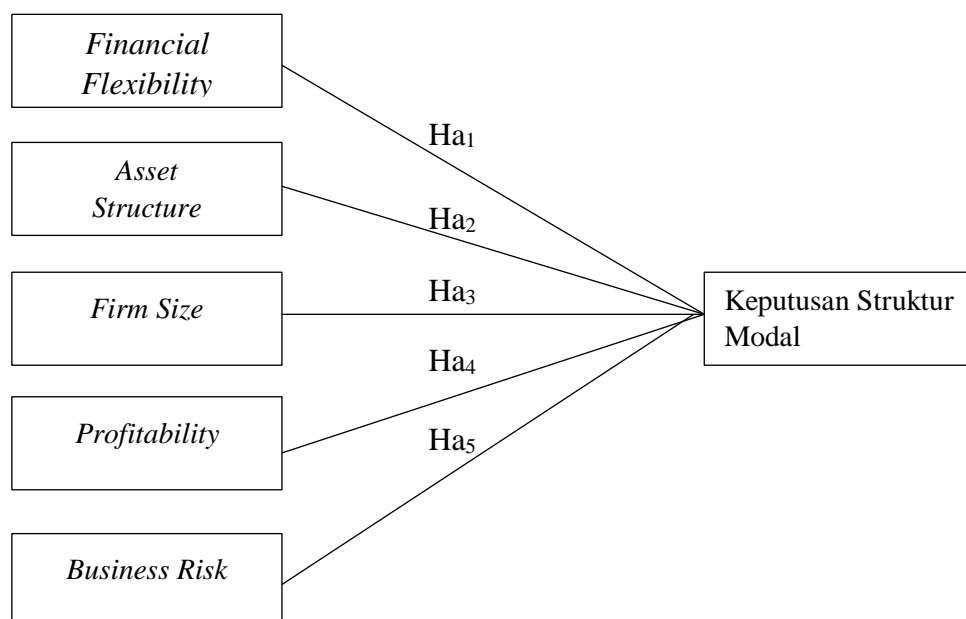 Financial
Flexibility
Ha1
Asset
Structure
Ha2
Firm Size
Ha3
Keputusan Struktur
Modal
Ha4
Profitability
Ha5
Business Risk